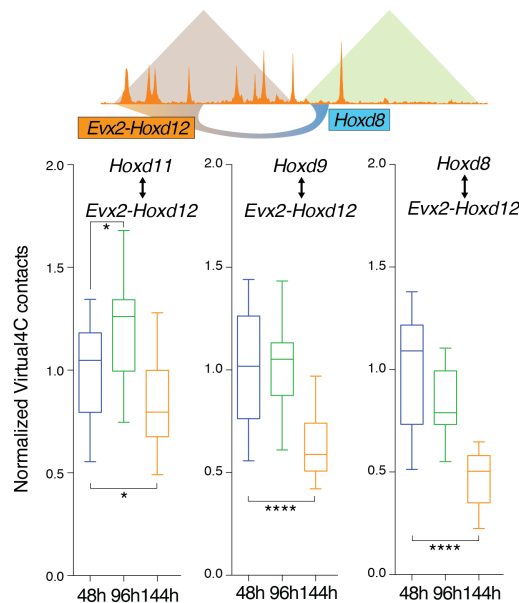 Evx2-Hoxd12
Hoxd8
Hoxd11
Evx2-Hoxd12
Hoxd9
Evx2-Hoxd12
Hoxd8
Evx2-Hoxd12
Normalized Virtual4C contacts
2.0
1.5
1.0
0.5
0.0
*
*
48h 96h144h
2.0
1.5
1.0
0.5
0.0
****
48h 96h144h
2.0
1.5
1.0
0.5
0.0
****
48h 96h144h